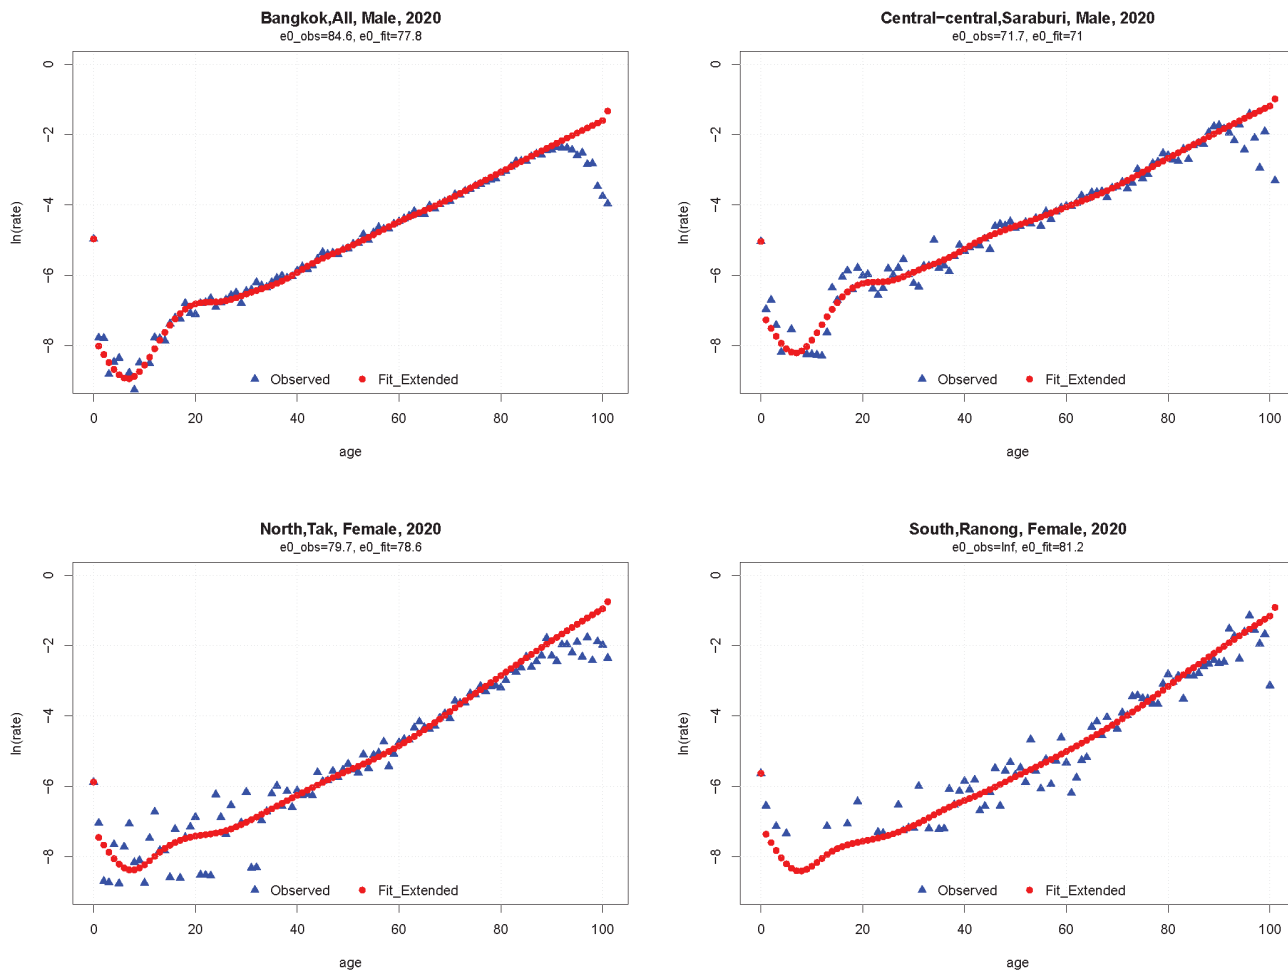 Bangkok,All, Male, 2020
e0_obs=84.6, e0_fit=77.8
0
−2
−4
−6
−8
ln(rate)
Observed
Fit_Extended
0 20 40 60 80 100
age
Central−central,Saraburi, Male, 2020
e0_obs=71.7, e0_fit=71
0
−2
−4
−6
−8
ln(rate)
Observed
Fit_Extended
0 20 40 60 80 100
age
North,Tak, Female, 2020
e0_obs=79.7, e0_fit=78.6
0
−2
−4
−6
−8
ln(rate)
Observed
Fit_Extended
0 20 40 60 80 100
age
South,Ranong, Female, 2020
e0_obs=Inf, e0_fit=81.2
0
−2
−4
−6
−8
ln(rate)
Observed
Fit_Extended
0 20 40 60 80 100
age